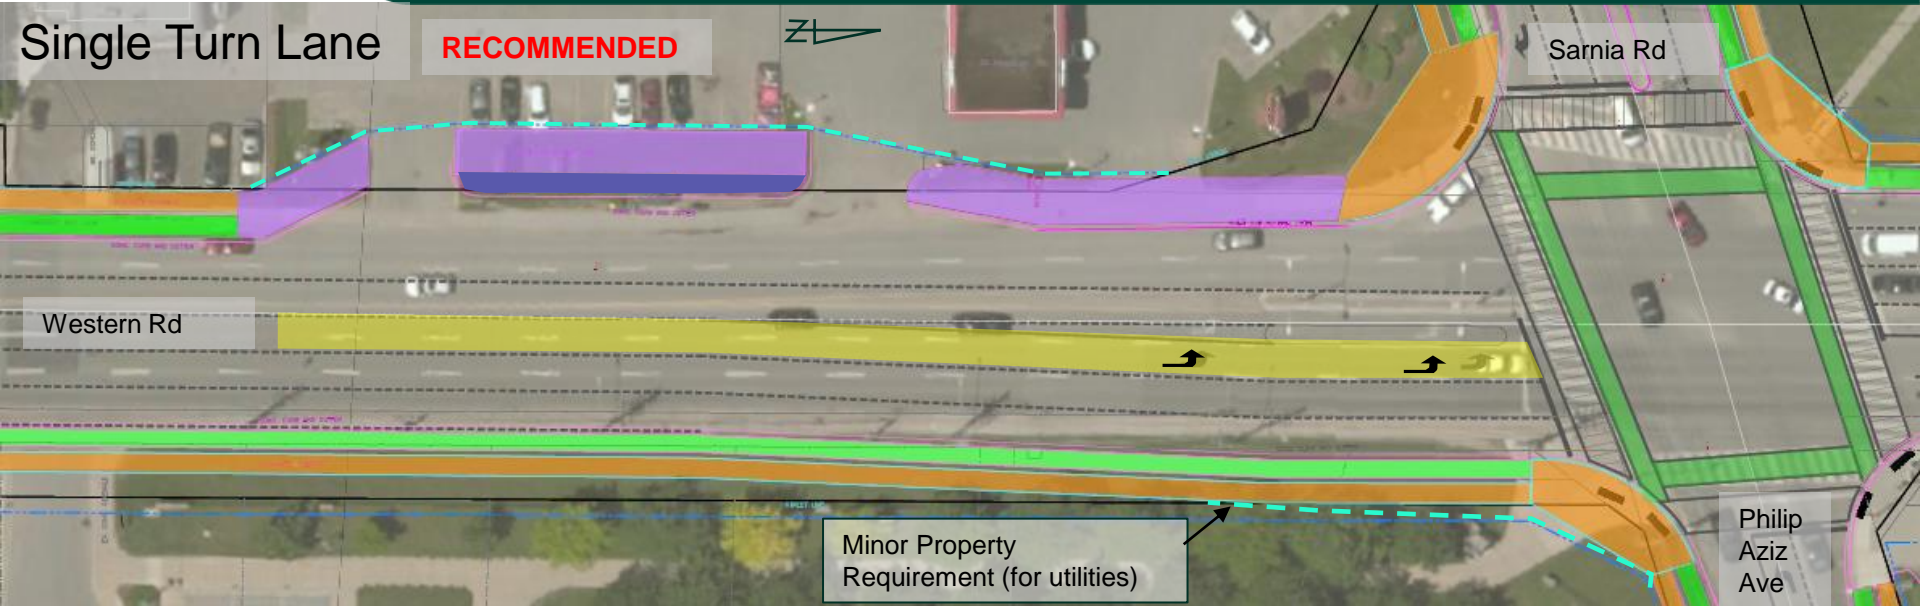 Single Turn Lane
RECOMMENDED
Sarnia Rd
Western Rd
Minor Property
Requirement (for utilities)
Philip
Aziz
Ave